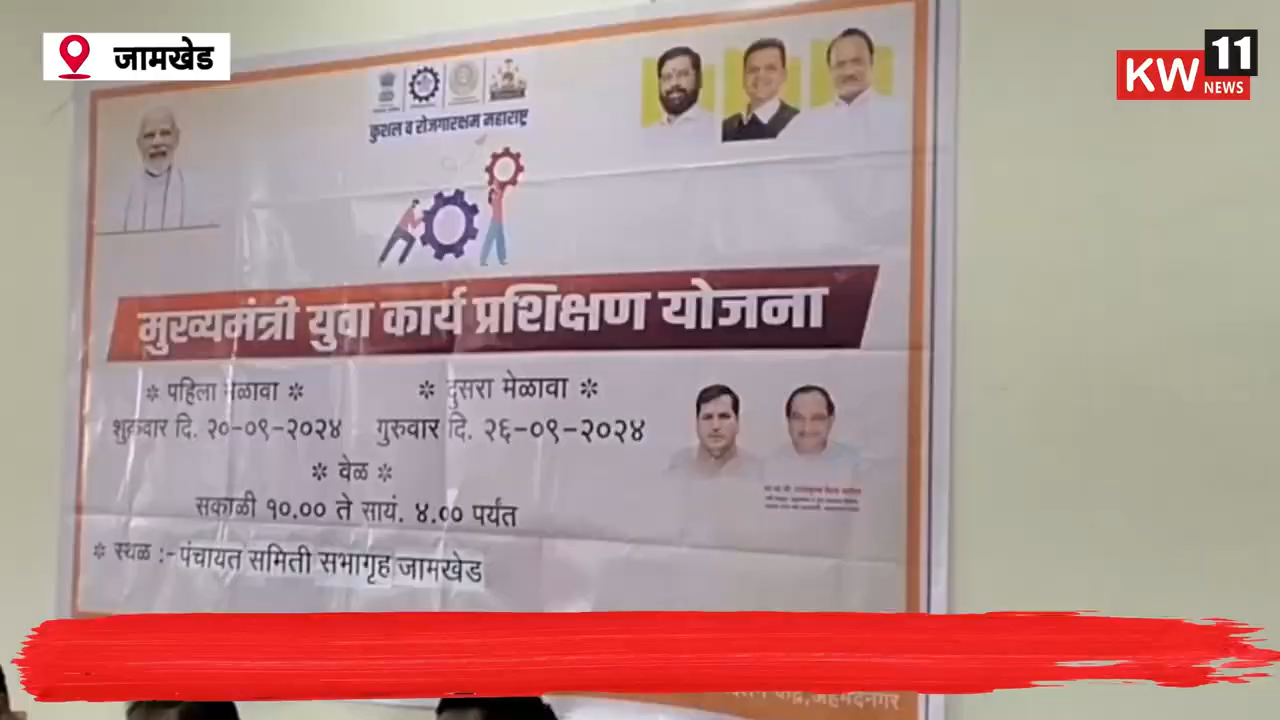 जामखेड
KW 11 NEWS
कुशल व रोजगारक्षम महाराष्ट्र
मुख्यमंत्री युवा कार्य प्रशिक्षण योजना
* पहिला मेळावा * * दुसरा मेळावा *
शुक्रवार दि. २०-०९-२०२४ गुरुवार दि. २६-०९-२०२४
* वेळ *
सकाळी १०.०० ते सायं. ४.०० पर्यंत
* स्थळ :- पंचायत समिती सभागृह जामखेड
अहमदनगर